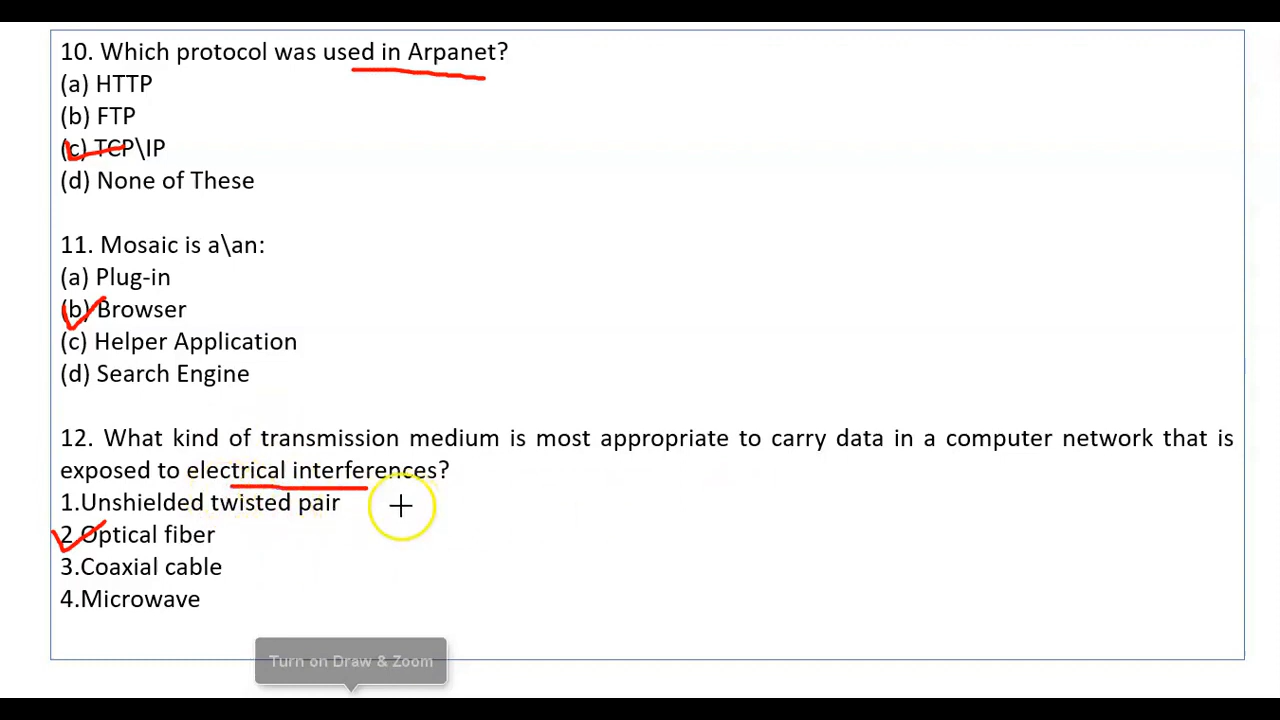 10. Which protocol was used in Arpanet?
(a) HTTP
(b) FTP
(c) TCP\IP
(d) None of These
11. Mosaic is a\an:
(a) Plug-in
(b) Browser
(c) Helper Application
(d) Search Engine
12. What kind of transmission medium is most appropriate to carry data in a computer network that is
exposed to electrical interferences?
1.Unshielded twisted pair
2.Optical fiber
3.Coaxial cable
4.Microwave
Turn on Draw & Zoom